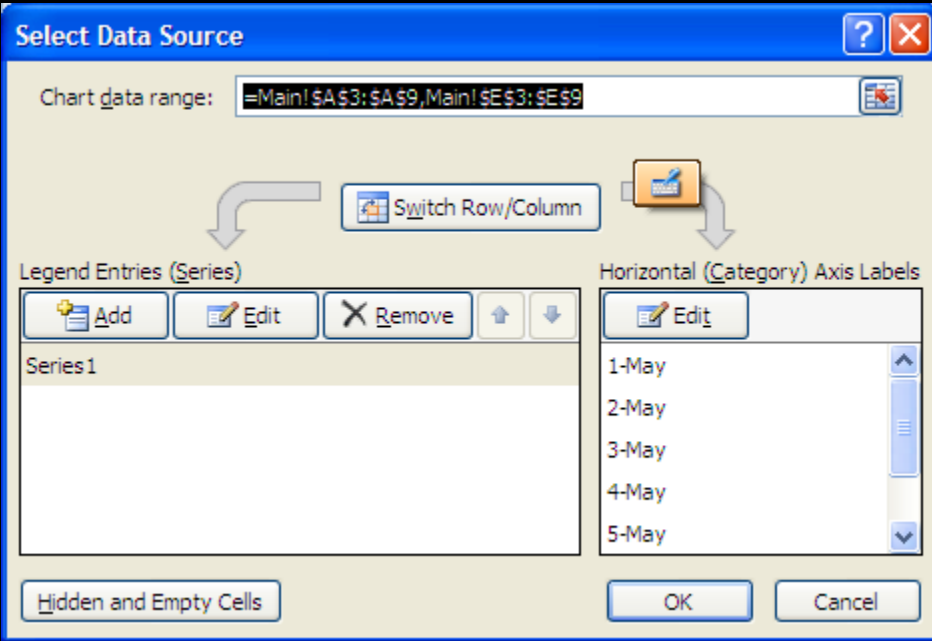 Select Data Source
Chart data range: =Main!$A$3:$A$9,Main!$E$3:$E$9
Switch Row/Column
Legend Entries (Series)
Add Edit Remove
Series1
Horizontal (Category) Axis Labels
Edit
1-May
2-May
3-May
4-May
5-May
Hidden and Empty Cells OK Cancel